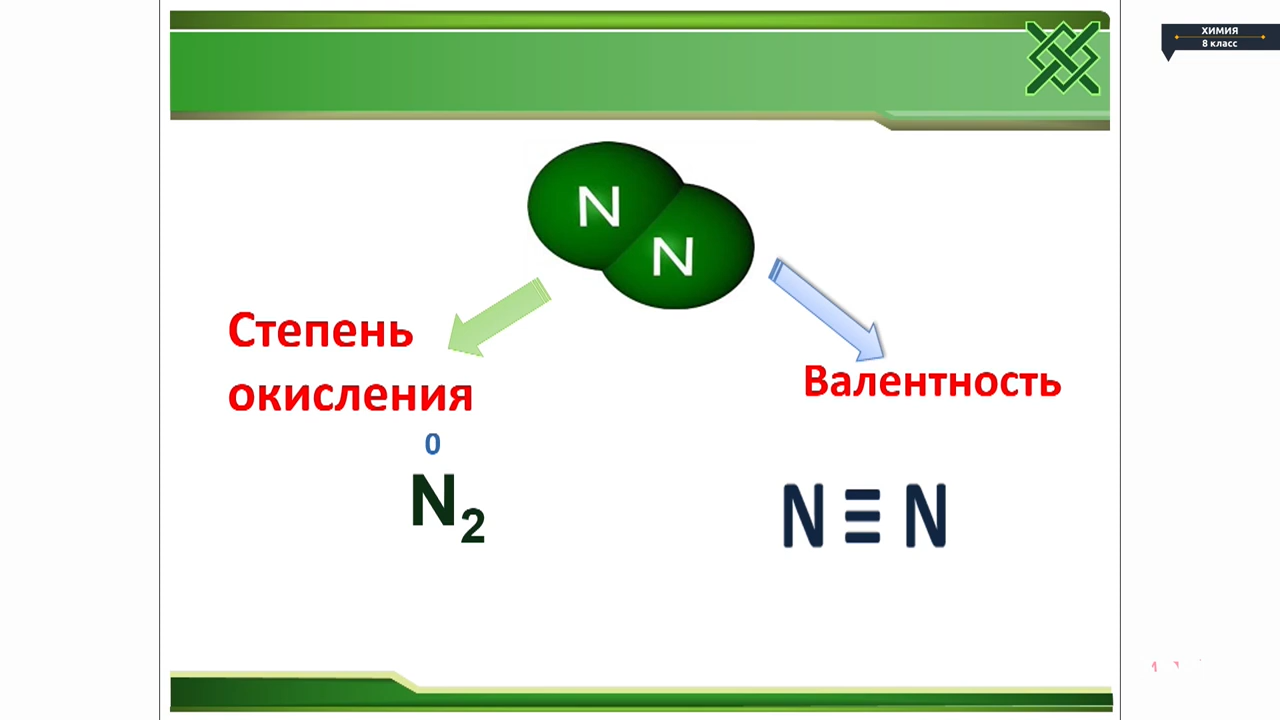 ХИМИЯ
8 класс
N
N
Степень
окисления
Валентность
0
N₂
N ≡ N